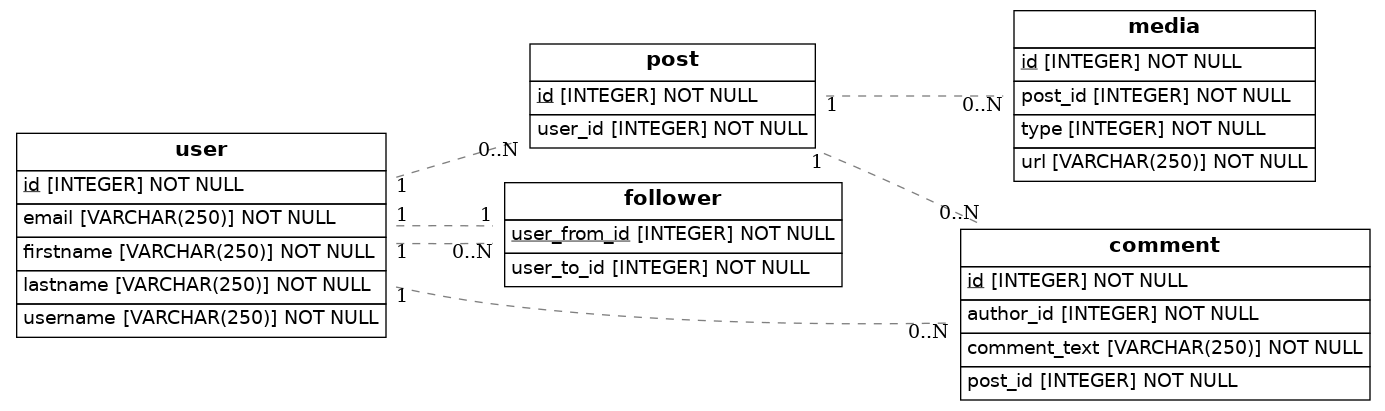 user
id [INTEGER] NOT NULL
email [VARCHAR(250)] NOT NULL
firstname [VARCHAR(250)] NOT NULL
lastname [VARCHAR(250)] NOT NULL
username [VARCHAR(250)] NOT NULL
1
0..N
1
1
1
0..N
1
0..N
post
id [INTEGER] NOT NULL
user_id [INTEGER] NOT NULL
1
0..N
1
0..N
follower
user_from_id [INTEGER] NOT NULL
user_to_id [INTEGER] NOT NULL
media
id [INTEGER] NOT NULL
post_id [INTEGER] NOT NULL
type [INTEGER] NOT NULL
url [VARCHAR(250)] NOT NULL
comment
id [INTEGER] NOT NULL
author_id [INTEGER] NOT NULL
comment_text [VARCHAR(250)] NOT NULL
post_id [INTEGER] NOT NULL